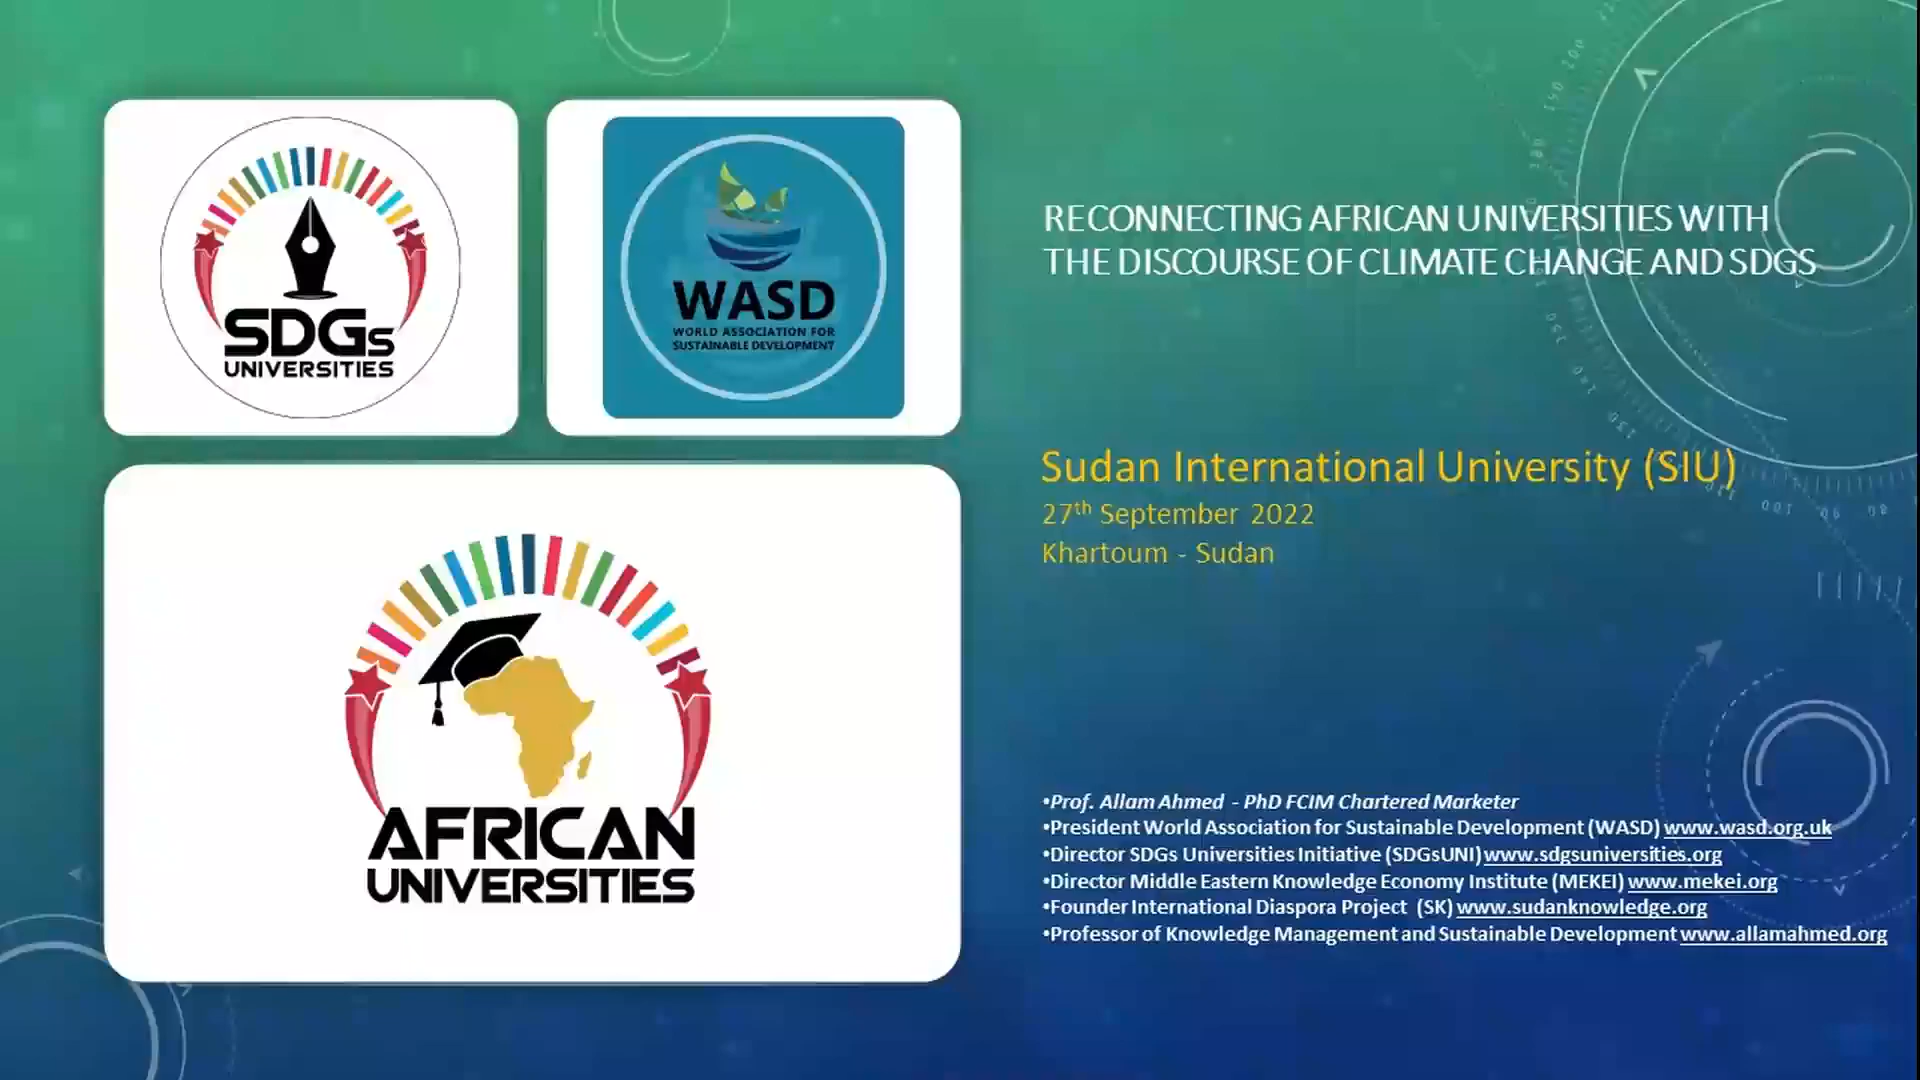 SDGs
UNIVERSITIES
WASD
WORLD ASSOCIATION FOR
SUSTAINABLE DEVELOPMENT
AFRICAN
UNIVERSITIES
RECONNECTING AFRICAN UNIVERSITIES WITH
THE DISCOURSE OF CLIMATE CHANGE AND SDGS
Sudan International University (SIU)
27th September 2022
Khartoum - Sudan
•Prof. Allam Ahmed - PhD FCIM Chartered Marketer
•President World Association for Sustainable Development (WASD) www.wasd.org.uk
•Director SDGs Universities Initiative (SDGsUNI) www.sdgsuniversities.org
•Director Middle Eastern Knowledge Economy Institute (MEKEI) www.mekei.org
•Founder International Diaspora Project (SK) www.sudanknowledge.org
•Professor of Knowledge Management and Sustainable Development www.allamahmed.org